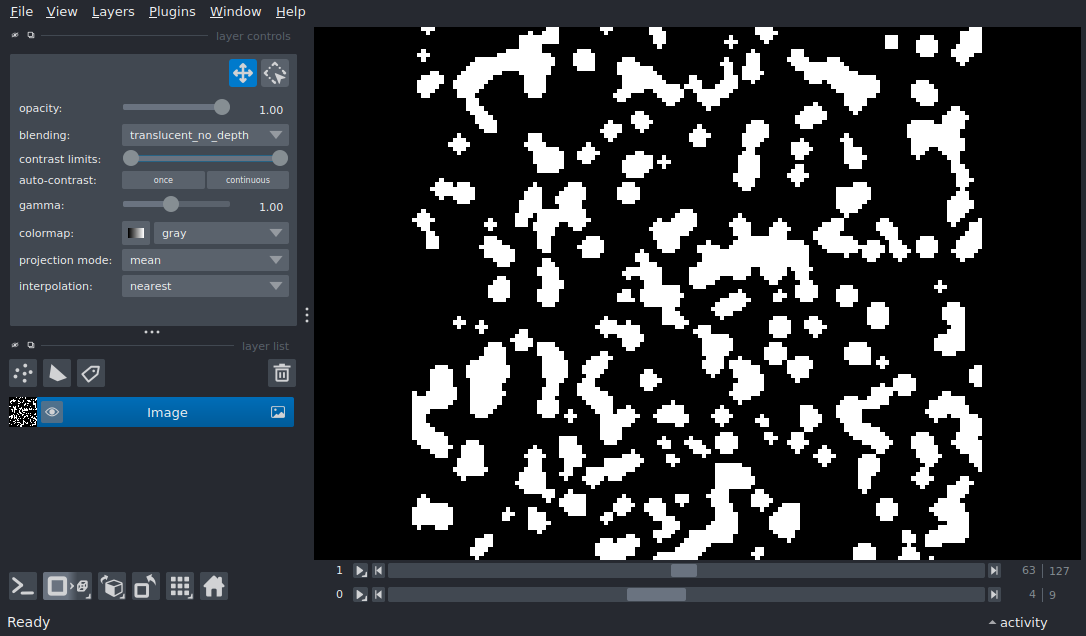 File View Layers Plugins Window Help
layer controls
opacity: 1.00
blending: translucent_no_depth
contrast limits:
auto-contrast: once continuous
gamma: 1.00
colormap: gray
projection mode: mean
interpolation: nearest
layer list
Image
1 63 127
0 4 9
Ready activity